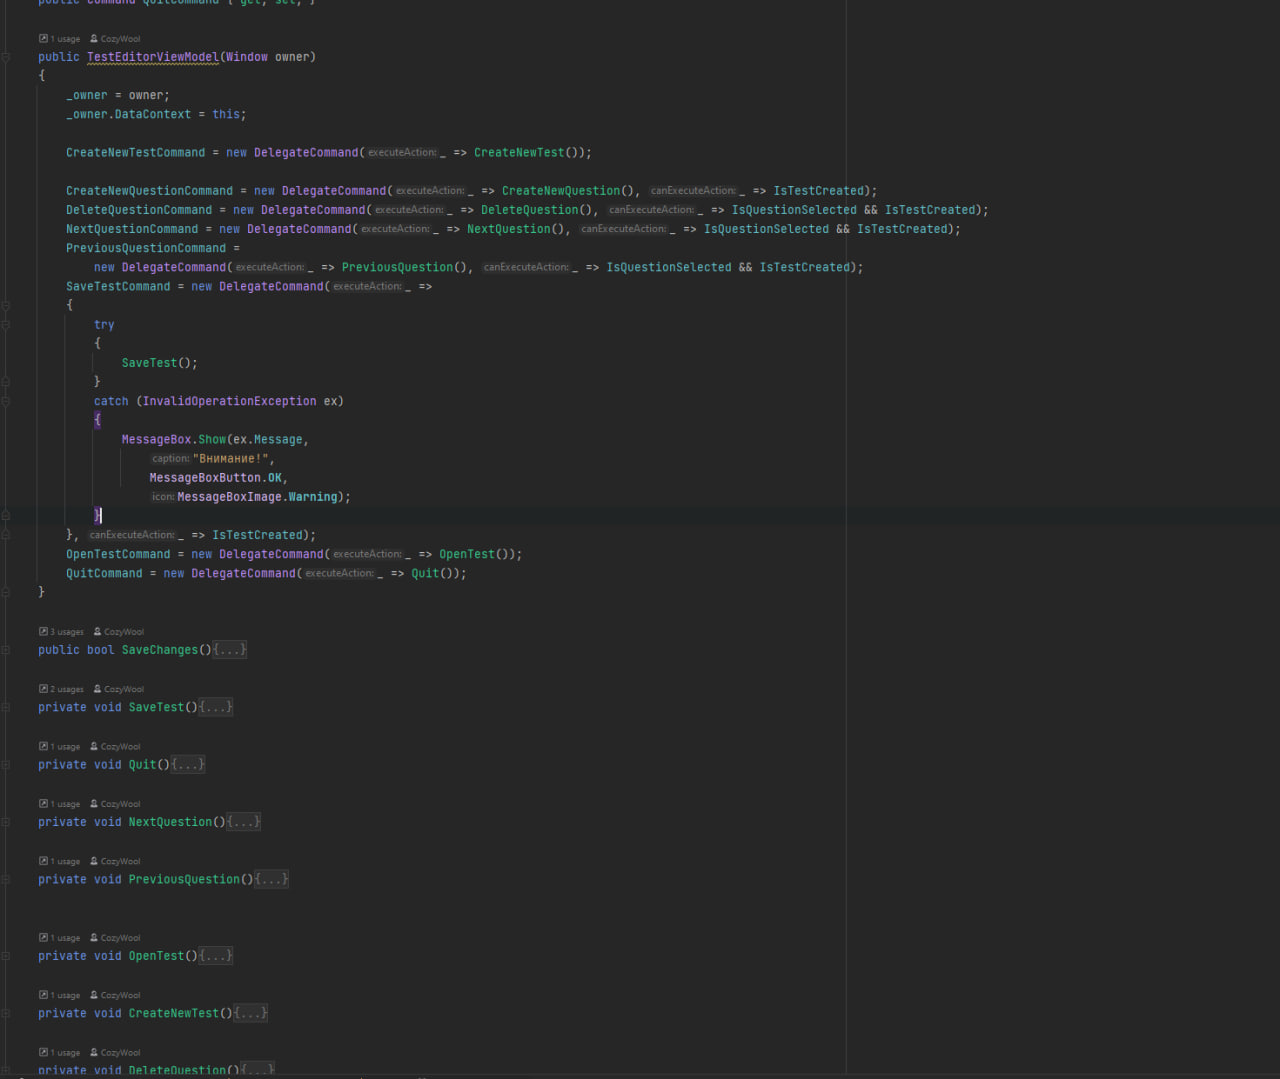 public Command QuitCommand { get; set; }
1 usage CozyWool
public TestEditorViewModel(Window owner)
{
_owner = owner;
_owner.DataContext = this;
CreateNewTestCommand = new DelegateCommand(executeAction: _ => CreateNewTest());
CreateNewQuestionCommand = new DelegateCommand(executeAction: _ => CreateNewQuestion(), canExecuteAction: _ => IsTestCreated);
DeleteQuestionCommand = new DelegateCommand(executeAction: _ => DeleteQuestion(), canExecuteAction: _ => IsQuestionSelected && IsTestCreated);
NextQuestionCommand = new DelegateCommand(executeAction: _ => NextQuestion(), canExecuteAction: _ => IsQuestionSelected && IsTestCreated);
PreviousQuestionCommand =
new DelegateCommand(executeAction: _ => PreviousQuestion(), canExecuteAction: _ => IsQuestionSelected && IsTestCreated);
SaveTestCommand = new DelegateCommand(executeAction: _ =>
{
try
{
SaveTest();
}
catch (InvalidOperationException ex)
{
MessageBox.Show(ex.Message,
caption: "Внимание!",
MessageBoxButton.OK,
icon: MessageBoxImage.Warning);
}
}, canExecuteAction: _ => IsTestCreated);
OpenTestCommand = new DelegateCommand(executeAction: _ => OpenTest());
QuitCommand = new DelegateCommand(executeAction: _ => Quit());
}
3 usages CozyWool
public bool SaveChanges(){...}
2 usages CozyWool
private void SaveTest(){...}
1 usage CozyWool
private void Quit(){...}
1 usage CozyWool
private void NextQuestion(){...}
1 usage CozyWool
private void PreviousQuestion(){...}
1 usage CozyWool
private void OpenTest(){...}
1 usage CozyWool
private void CreateNewTest(){...}
1 usage CozyWool
private void DeleteQuestion(){...}